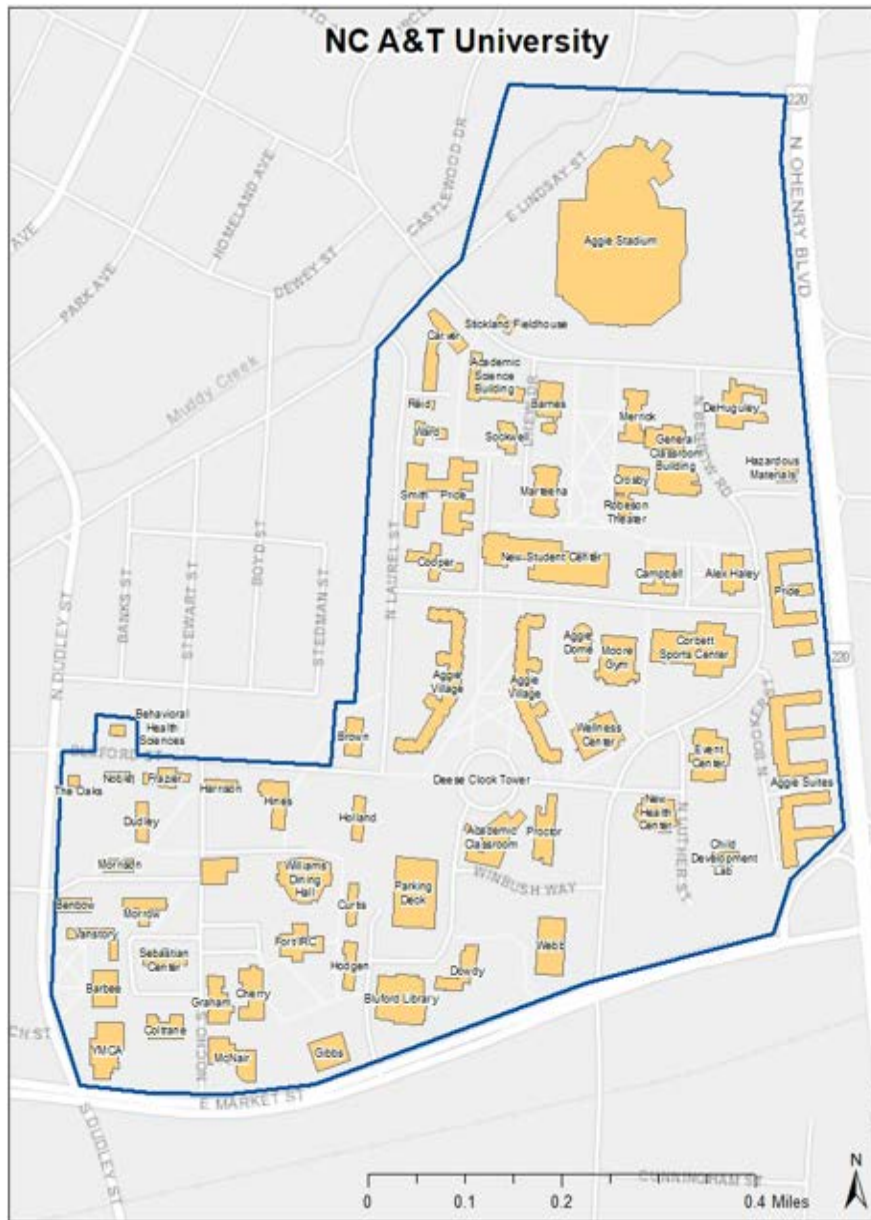 NC A&T University
220
N OHENRY BLVD
CASTLEWOOD DR
E LINDSAY ST
HOMELAND AVE
AVE
PARK AVE
DEWEY ST
Aggie Stadium
Muddy Creek
Stickland Fieldhouse
Carver
Academic
Science
Building
Reid
Ward
Sockwell
Barnes
Merrick
DeHuguley
N BENBOW RD
General
Classroom
Building
Hazardous
Materials
Smith
Price
Marteena
Crosby
Robeson
Theater
N DUDLEY ST
BANKS ST
STEWART ST
BOYD ST
STEDMAN ST
N LAUREL ST
Cooper
New Student Center
Campbell
Alex Haley
Pride
220
Aggie
Village
Aggie
Village
Aggie
Dome
Moore
Gym
Corbett
Sports Center
Behavioral
Health
Sciences
Brown
Wellness
Center
Event
Center
Deese Clock Tower
Aggie Suites
The Oaks
Noble
Frazier
Harrison
Hines
Holland
Dudley
Academic
Classroom
Proctor
New
Health
Center
N LUTHER ST
Child
Development
Lab
Morrison
Williams
Dining
Hall
Parking
Deck
WINBUSH WAY
Benbow
Morrow
Curtis
Vanstory
Sebastian
Center
Fort IRC
Hodgen
Dowdy
Webb
Barbee
Graham
Cherry
Bluford Library
CH ST
YMCA
Coltrane
NOCHO S
McNair
Gibbs
E MARKET ST
S DUDLEY ST
CUNNINGHAM ST
N
0
0.1
0.2
0.4 Miles